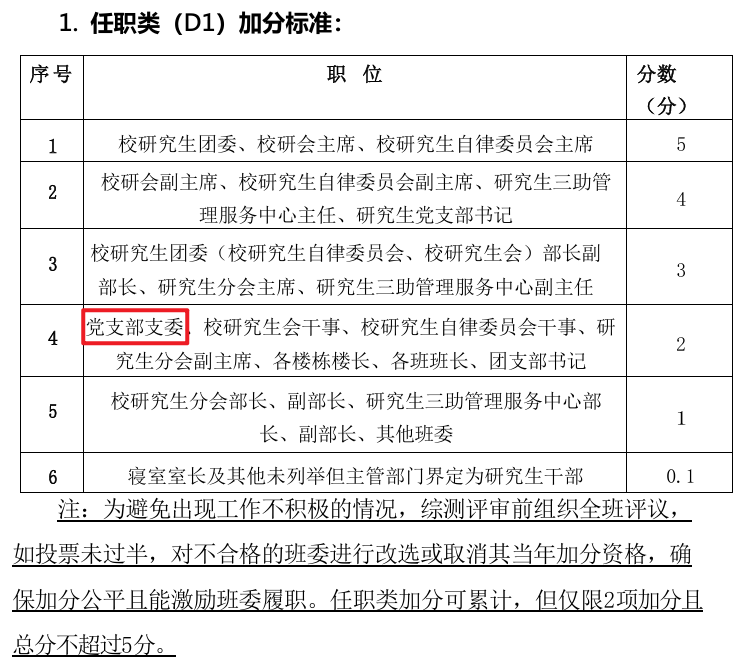 1. 任职类（D1）加分标准：
序号 职 位 分数
（分）
1 校研究生团委、校研会主席、校研究生自律委员会主席 5
2 校研会副主席、校研究生自律委员会副主席、研究生三助管
理服务中心主任、研究生党支部书记 4
3 校研究生团委（校研究生自律委员会、校研究生会）部长副
部长、研究生分会主席、研究生三助管理服务中心副主任 3
4 党支部支委、校研究生会干事、校研究生自律委员会干事、研
究生分会副主席、各楼栋楼长、各班班长、团支部书记 2
5 校研究生分会部长、副部长、研究生三助管理服务中心部
长、副部长、其他班委 1
6 寝室室长及其他未列举但主管部门界定为研究生干部 0.1
注：为避免出现工作不积极的情况，综测评审前组织全班评议，
如投票未过半，对不合格的班委进行改选或取消其当年加分资格，确
保加分公平且能激励班委履职。任职类加分可累计，但仅限2项加分且
总分不超过5分。